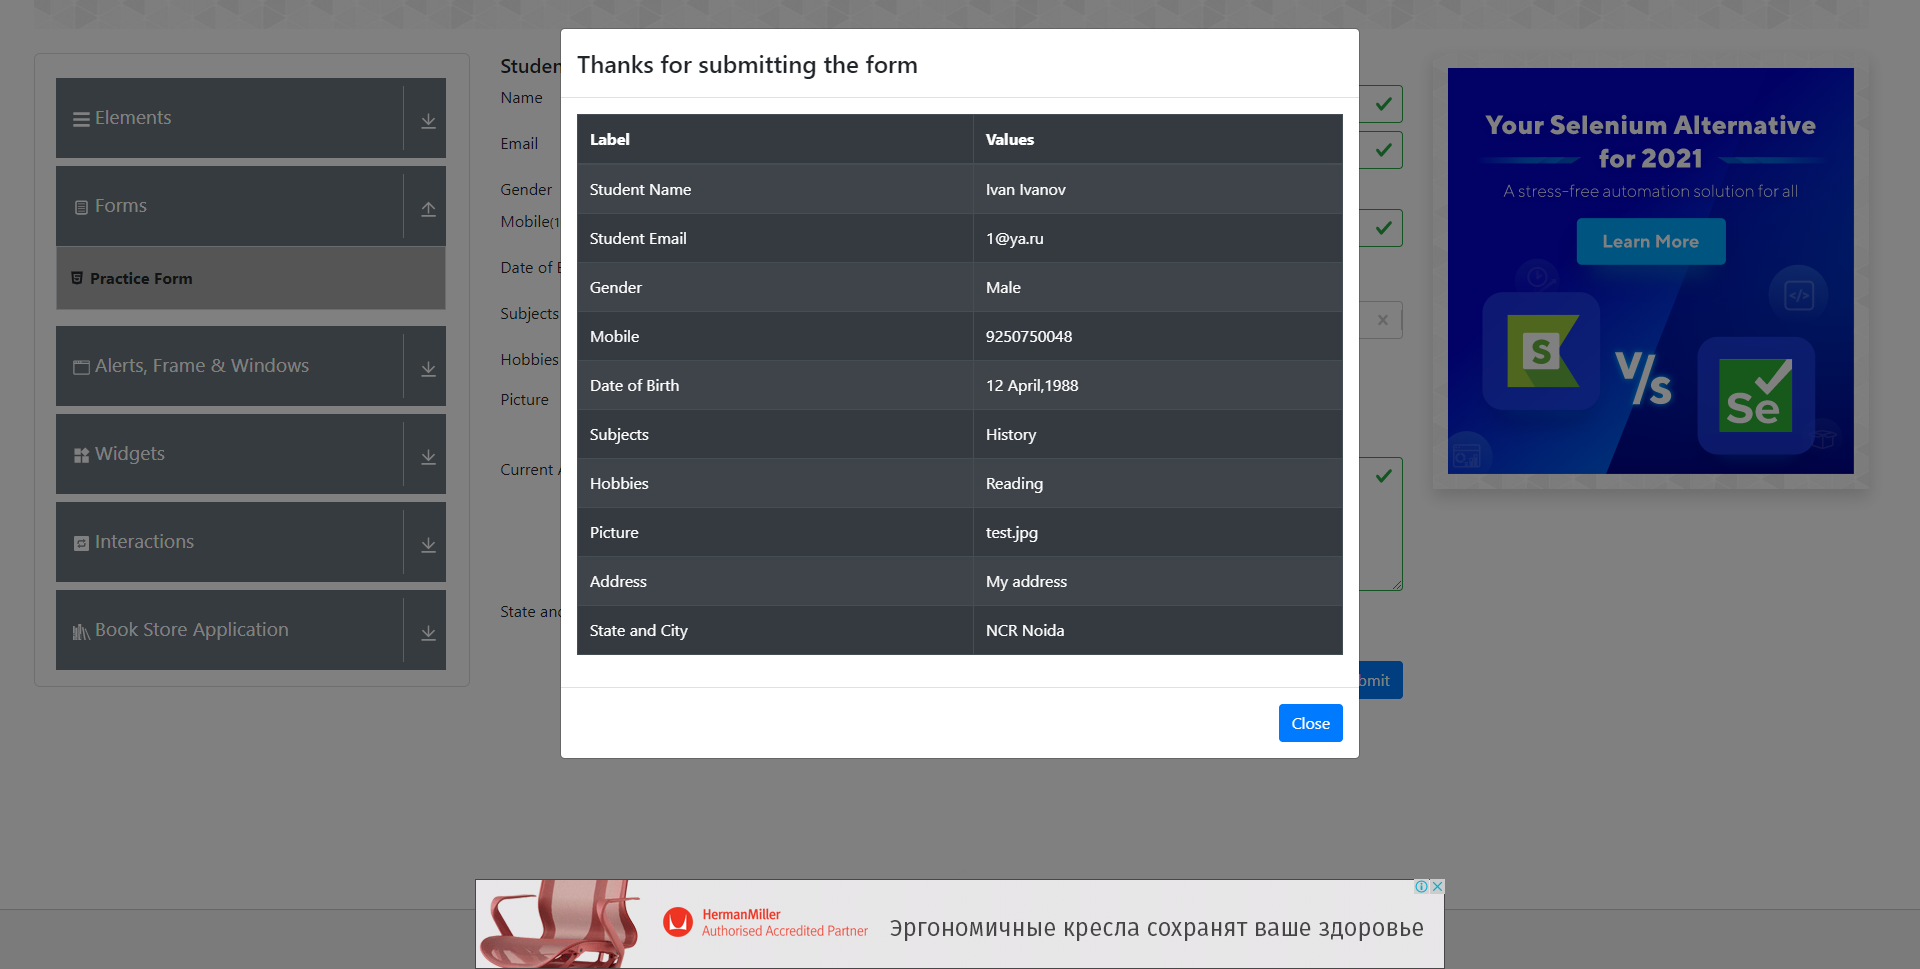 Elements
Forms
Practice Form
Alerts, Frame & Windows
Widgets
Interactions
Book Store Application
Name
Email
Gender
Mobile(1
Date of
Subjects
Hobbies
Picture
Current
State and
Thanks for submitting the form
Label Values
Student Name Ivan Ivanov
Student Email 1@ya.ru
Gender Male
Mobile 9250750048
Date of Birth 12 April,1988
Subjects History
Hobbies Reading
Picture test.jpg
Address My address
State and City NCR Noida
Close
bmit
Your Selenium Alternative
for 2021
A stress-free automation solution for all
Learn More
S
V/s
Se
HermanMiller
Authorised Accredited Partner
Эргономичные кресла сохранят ваше здоровье